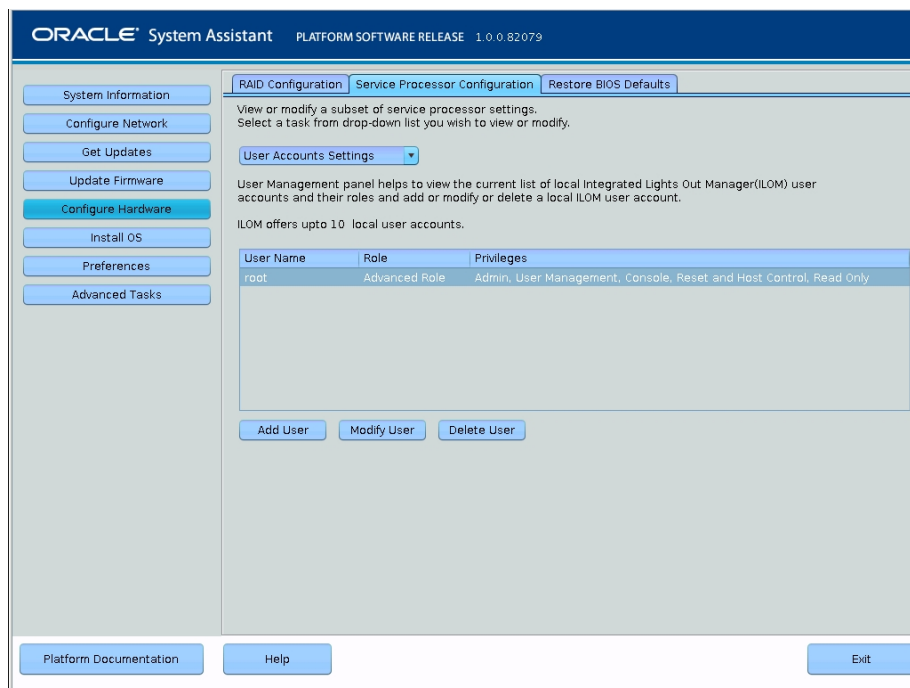 ORACLE System Assistant PLATFORM SOFTWARE RELEASE 1.0.0.82079
System Information
Configure Network
Get Updates
Update Firmware
Configure Hardware
Install OS
Preferences
Advanced Tasks
RAID Configuration Service Processor Configuration Restore BIOS Defaults
View or modify a subset of service processor settings.
Select a task from drop-down list you wish to view or modify.
User Accounts Settings
User Management panel helps to view the current list of local Integrated Lights Out Manager(ILOM) user
accounts and their roles and add or modify or delete a local ILOM user account.
ILOM offers upto 10 local user accounts.
User Name Role Privileges
root Advanced Role Admin, User Management, Console, Reset and Host Control, Read Only
Add User Modify User Delete User
Platform Documentation Help Exit